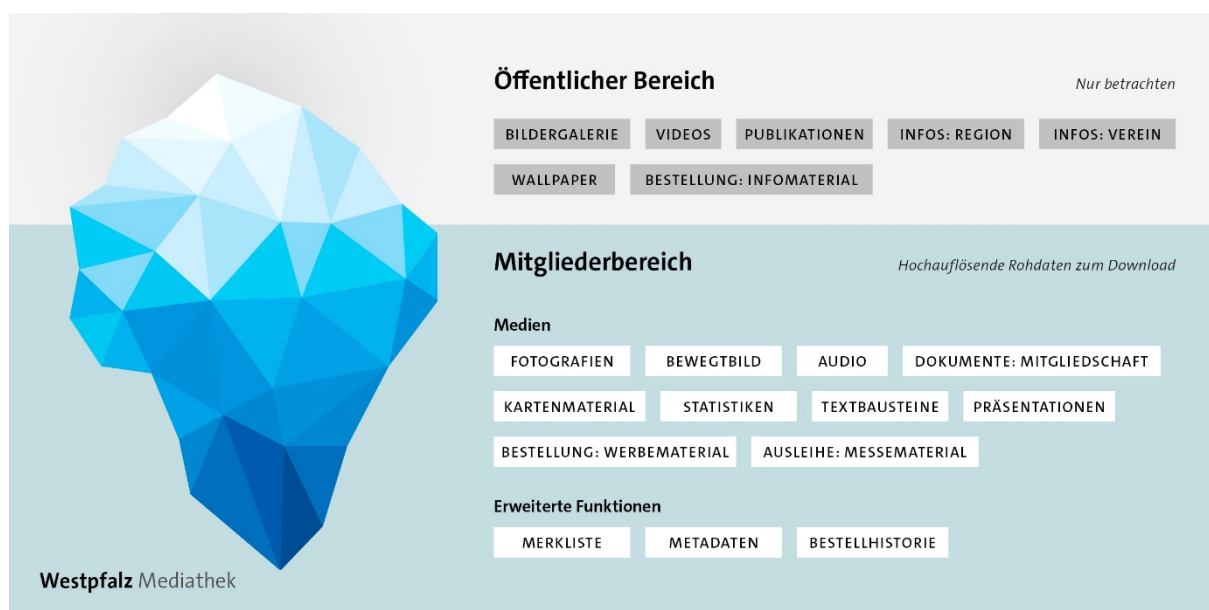 Öffentlicher Bereich
Nur betrachten
BILDERGALERIE VIDEOS PUBLIKATIONEN INFOS: REGION INFOS: VEREIN
WALLPAPER BESTELLUNG: INFOMATERIAL
Mitgliederbereich
Hochauflösende Rohdaten zum Download
Medien
FOTOGRAFIEN BEWEGTBILD AUDIO DOKUMENTE: MITGLIEDSCHAFT
KARTENMATERIAL STATISTIKEN TEXTBAUSTEINE PRÄSENTATIONEN
BESTELLUNG: WERBEMATERIAL AUSLEIHE: MESSEMATERIAL
Erweiterte Funktionen
MERKLISTE METADATEN BESTELLHISTORIE
Westpfalz Mediathek